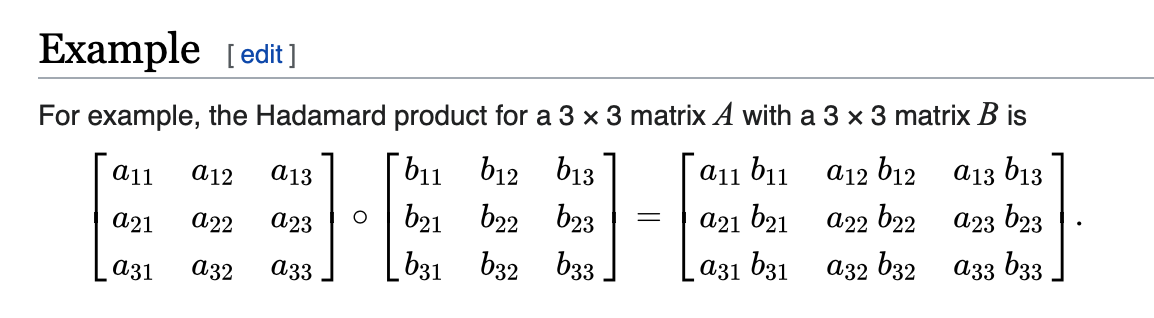 Example [ edit ]
For example, the Hadamard product for a 3 × 3 matrix A with a 3 × 3 matrix B is
[ a₁₁ a₁₂ a₁₃ ] [ b₁₁ b₁₂ b₁₃ ] [ a₁₁ b₁₁ a₁₂ b₁₂ a₁₃ b₁₃ ]
[ a₂₁ a₂₂ a₂₃ ] ∘ [ b₂₁ b₂₂ b₂₃ ] = [ a₂₁ b₂₁ a₂₂ b₂₂ a₂₃ b₂₃ ] .
[ a₃₁ a₃₂ a₃₃ ] [ b₃₁ b₃₂ b₃₃ ] [ a₃₁ b₃₁ a₃₂ b₃₂ a₃₃ b₃₃ ]